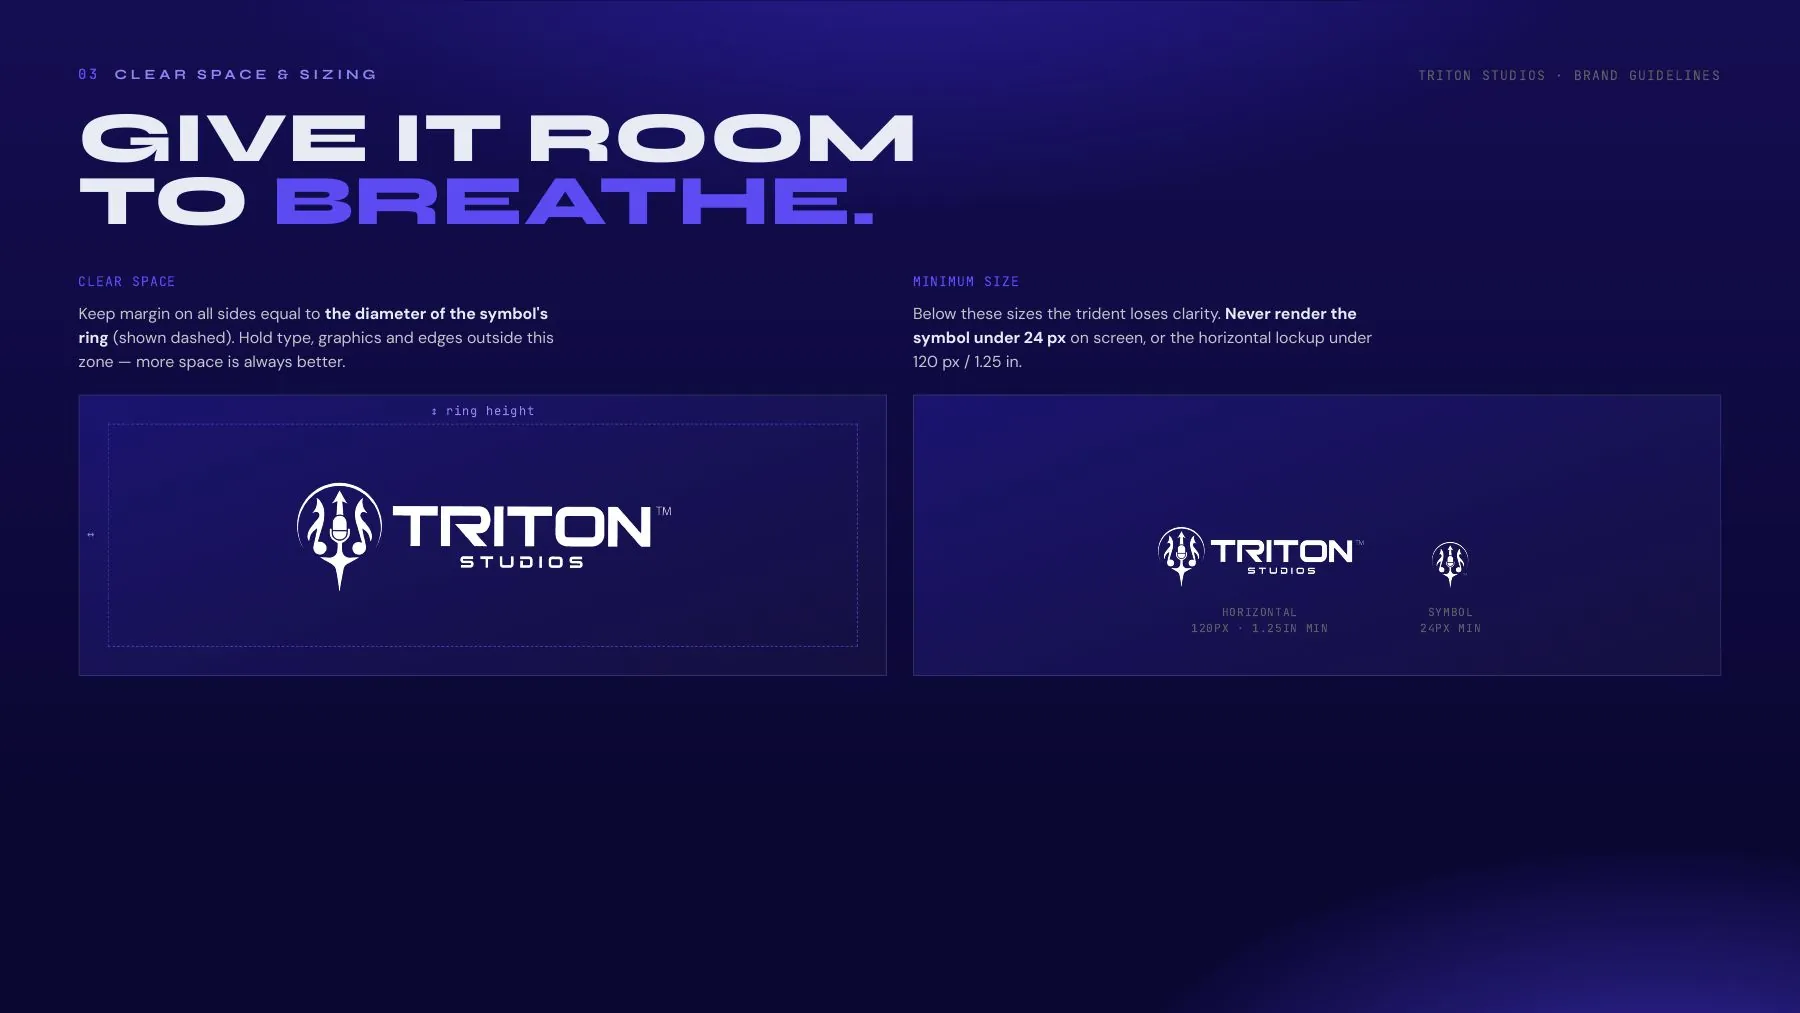 03 CLEAR SPACE & SIZING
TRITON STUDIOS · BRAND GUIDELINES
GIVE IT ROOM
TO BREATHE.
CLEAR SPACE
Keep margin on all sides equal to the diameter of the symbol's
ring (shown dashed). Hold type, graphics and edges outside this
zone — more space is always better.
↕ ring height
↔
TRITON™
STUDIOS
MINIMUM SIZE
Below these sizes the trident loses clarity. Never render the
symbol under 24 px on screen, or the horizontal lockup under
120 px / 1.25 in.
TRITON™
STUDIOS
HORIZONTAL
120PX · 1.25IN MIN
SYMBOL
24PX MIN